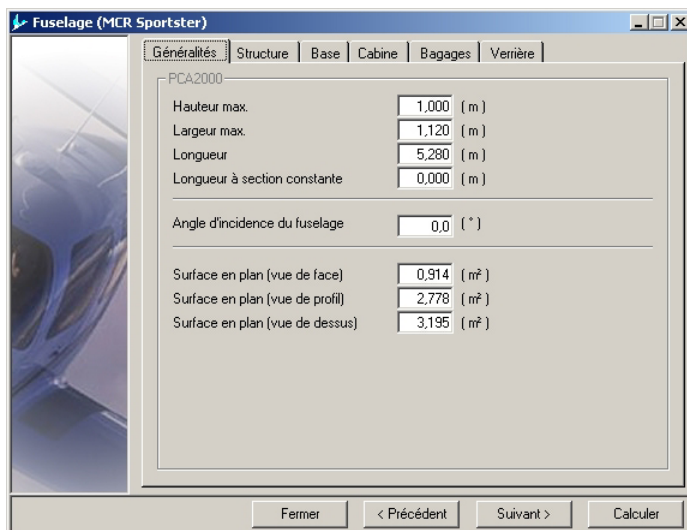 Fuselage (MCR Sportster)
Généralités Structure Base Cabine Bagages Verrière
PCA2000
Hauteur max. 1,000 ( m )
Largeur max. 1,120 ( m )
Longueur 5,280 ( m )
Longueur à section constante 0,000 ( m )
Angle d'incidence du fuselage 0,0 ( ° )
Surface en plan (vue de face) 0,914 ( m² )
Surface en plan (vue de profil) 2,778 ( m² )
Surface en plan (vue de dessus) 3,195 ( m² )
Fermer < Précédent Suivant > Calculer